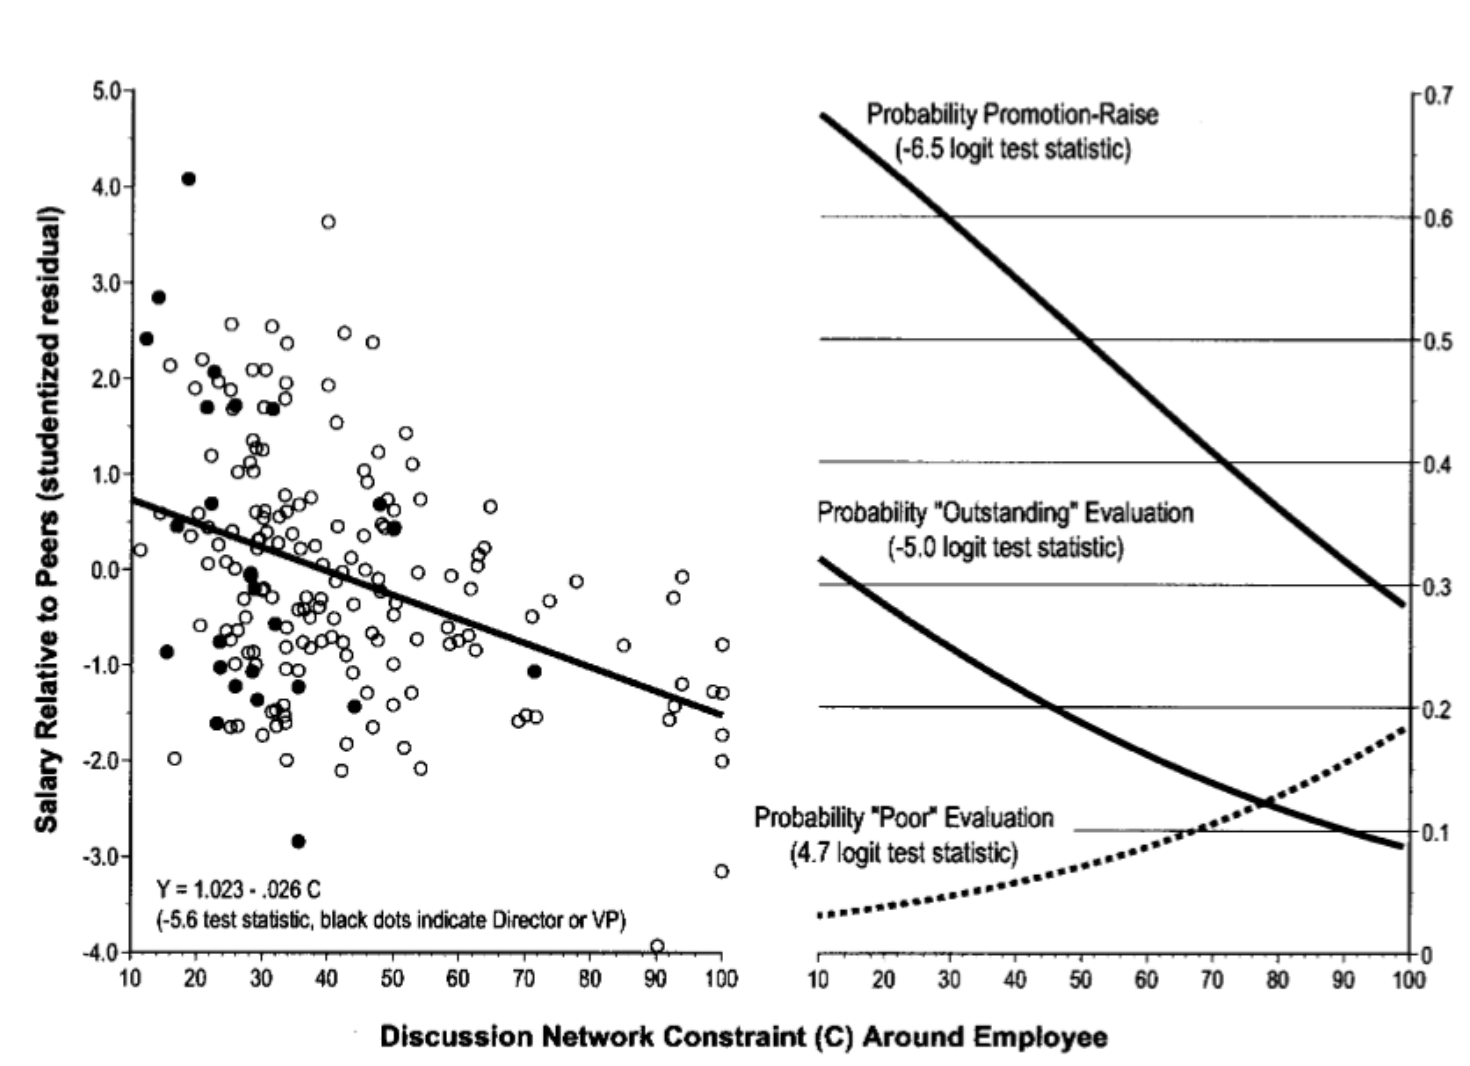 Salary Relative to Peers (studentized residual)
5.0
4.0
3.0
2.0
1.0
0.0
-1.0
-2.0
-3.0
-4.0
Y = 1.023 - .026 C
(-5.6 test statistic, black dots indicate Director or VP)
10 20 30 40 50 60 70 80 90 100
Probability Promotion-Raise
(-6.5 logit test statistic)
Probability "Outstanding" Evaluation
(-5.0 logit test statistic)
Probability "Poor" Evaluation
(4.7 logit test statistic)
0.7
0.6
0.5
0.4
0.3
0.2
0.1
0
10 20 30 40 50 60 70 80 90 100
Discussion Network Constraint (C) Around Employee